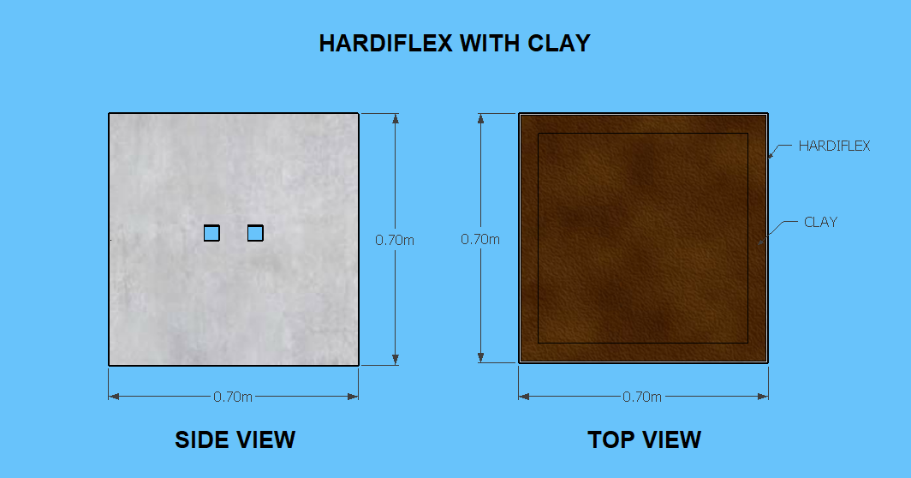 HARDIFLEX WITH CLAY
0.70m
0.70m
HARDIFLEX
CLAY
0.70m
0.70m
SIDE VIEW
TOP VIEW